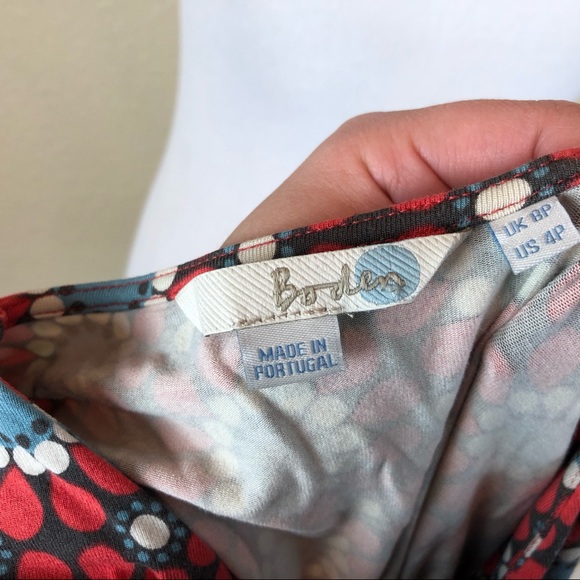 Boden
MADE IN
PORTUGAL
UK 8P
US 4P